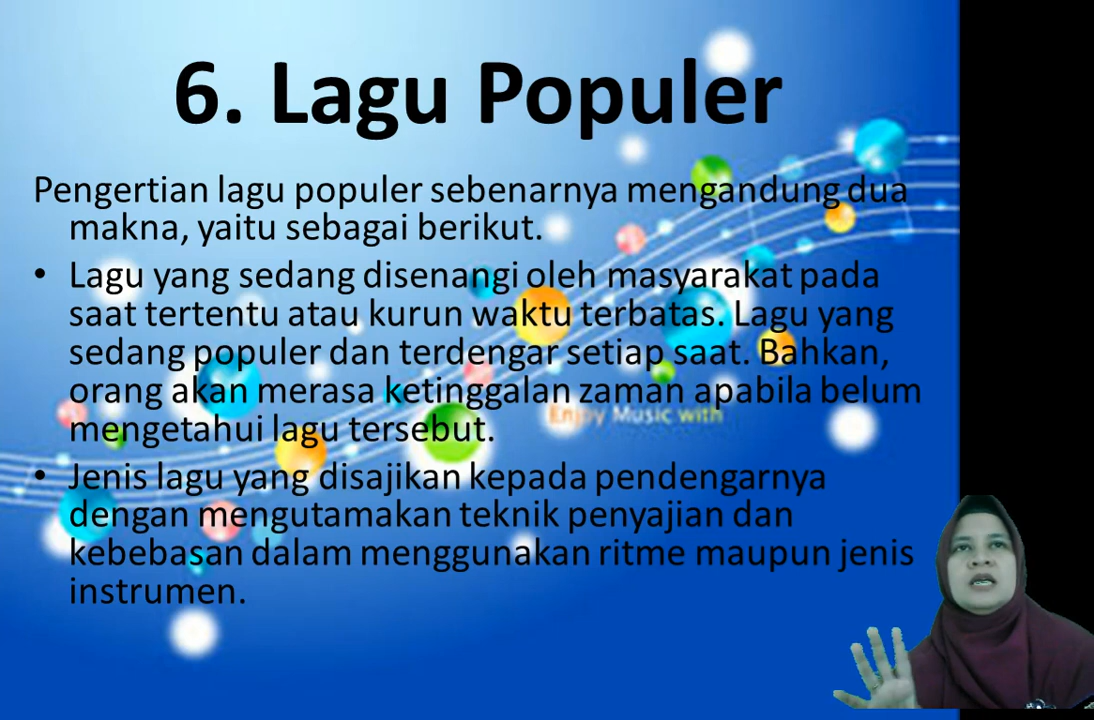 6. Lagu Populer
Pengertian lagu populer sebenarnya mengandung dua
makna, yaitu sebagai berikut.
• Lagu yang sedang disenangi oleh masyarakat pada
saat tertentu atau kurun waktu terbatas. Lagu yang
sedang populer dan terdengar setiap saat. Bahkan,
orang akan merasa ketinggalan zaman apabila belum
mengetahui lagu tersebut.
Enjoy Music with
• Jenis lagu yang disajikan kepada pendengarnya
dengan mengutamakan teknik penyajian dan
kebebasan dalam menggunakan ritme maupun jenis
instrumen.